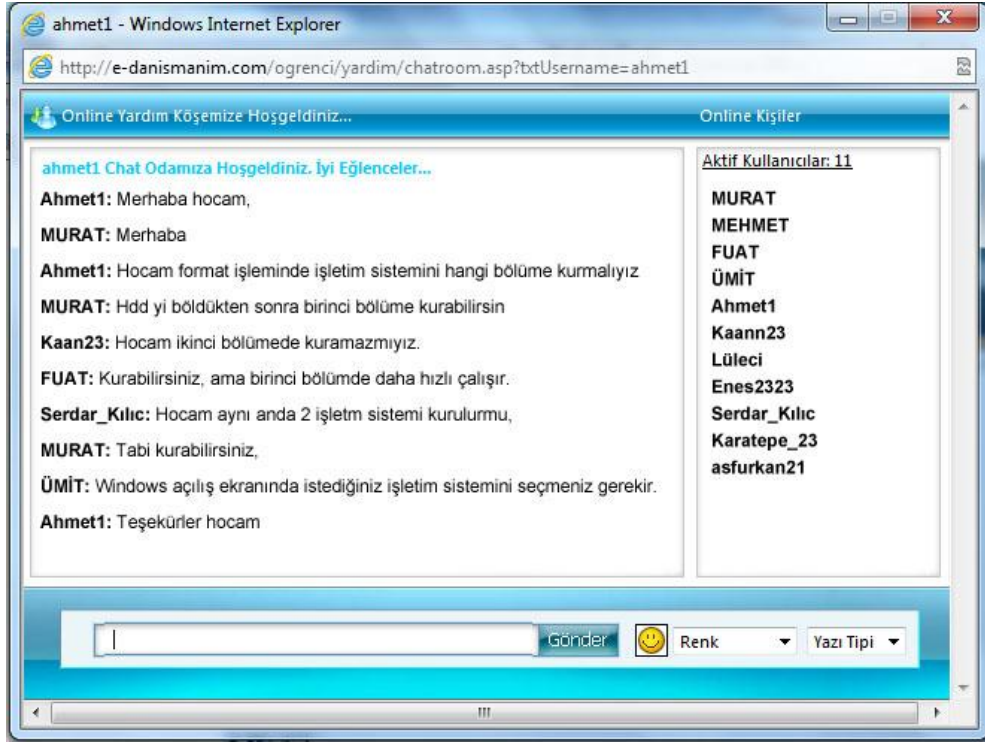 ahmet1 - Windows Internet Explorer
http://e-danismanim.com/ogrenci/yardim/chatroom.asp?txtUsername=ahmet1
Online Yardım Köşemize Hoşgeldiniz...
Online Kişiler
ahmet1 Chat Odamıza Hoşgeldiniz. İyi Eğlenceler...
Ahmet1: Merhaba hocam,
MURAT: Merhaba
Ahmet1: Hocam format işleminde işletim sistemini hangi bölüme kurmalıyız
MURAT: Hdd yi böldükten sonra birinci bölüme kurabilirsin
Kaan23: Hocam ikinci bölümede kuramazmıyız.
FUAT: Kurabilirsiniz, ama birinci bölümde daha hızlı çalışır.
Serdar_Kılıc: Hocam aynı anda 2 işletm sistemi kurulurmu,
MURAT: Tabi kurabilirsiniz,
ÜMİT: Windows açılış ekranında istediğiniz işletim sistemini seçmeniz gerekir.
Ahmet1: Teşekürler hocam
Aktif Kullanıcılar: 11
MURAT
MEHMET
FUAT
ÜMİT
Ahmet1
Kaann23
Lüleci
Enes2323
Serdar_Kılıc
Karatepe_23
asfurkan21
Gönder
Renk
Yazı Tipi